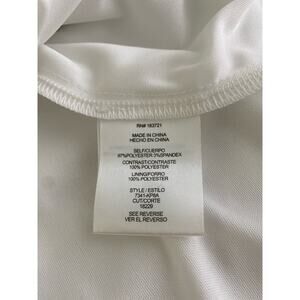 RN# 183721
MADE IN CHINA
HECHO EN CHINA
SELF/CUERPO
97%POLYESTER 3%SPANDEX
CONTRAST/CONTRASTE
100% POLYESTER
LINING/FORRO
100% POLYESTER
STYLE / ESTILO
7341-KP8A
CUT/CORTE
18229
SEE REVERSE
VER EL REVERSO